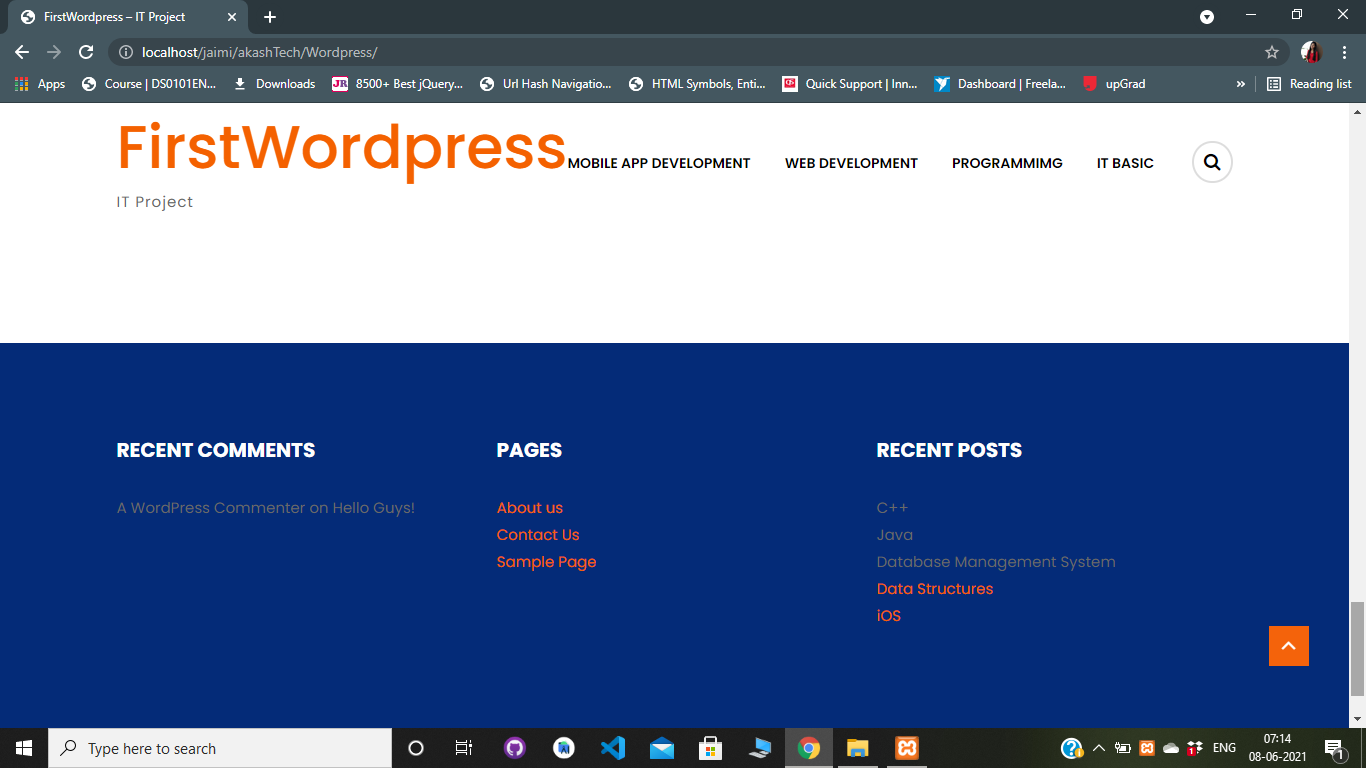 FirstWordpress – IT Project
localhost/jaimi/akashTech/Wordpress/
Apps
Course | DS0101EN...
Downloads
JR
8500+ Best jQuery...
Url Hash Navigatio...
HTML Symbols, Enti...
Quick Support | Inn...
Dashboard | Freela...
upGrad
»
Reading list
FirstWordpress
MOBILE APP DEVELOPMENT
WEB DEVELOPMENT
PROGRAMMIMG
IT BASIC
IT Project
RECENT COMMENTS
A WordPress Commenter on Hello Guys!
PAGES
About us
Contact Us
Sample Page
RECENT POSTS
C++
Java
Database Management System
Data Structures
iOS
Type here to search
ENG
07:14
08-06-2021
1